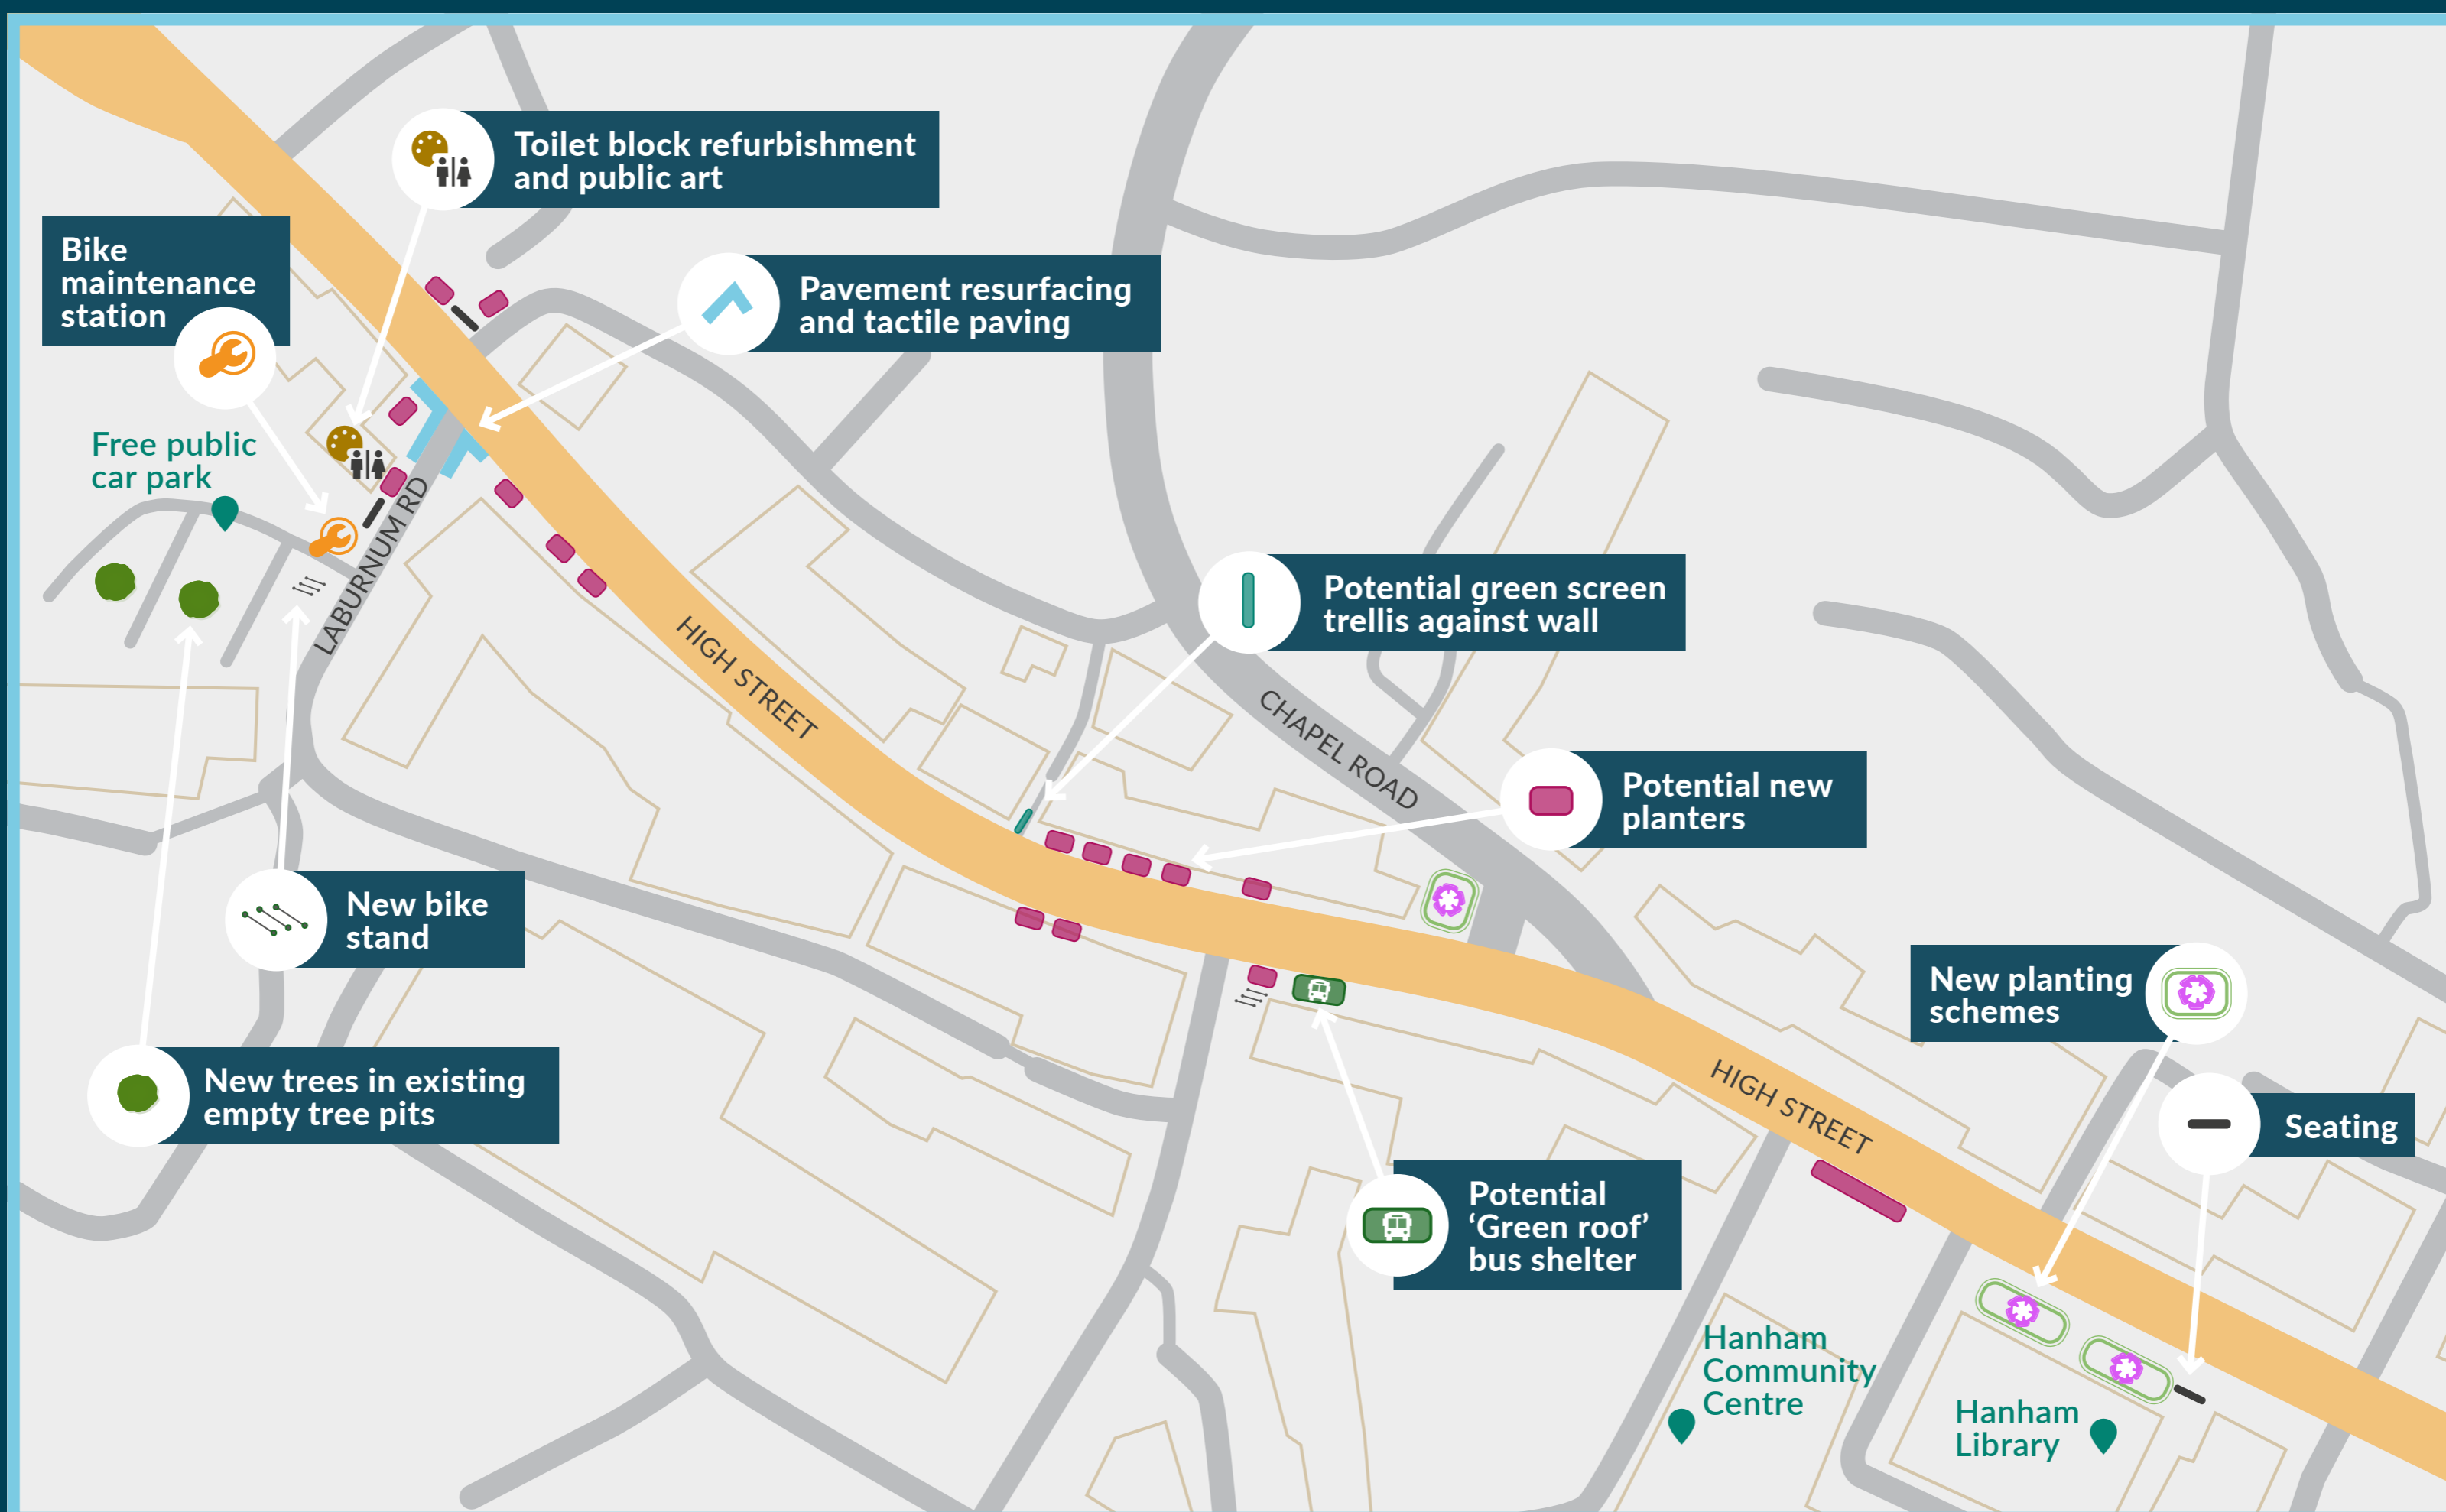 Toilet block refurbishment
and public art
Bike
maintenance
station
Pavement resurfacing
and tactile paving
Free public
car park
LABURNUM RD
HIGH STREET
Potential green screen
trellis against wall
CHAPEL ROAD
Potential new
planters
New bike
stand
New planting
schemes
New trees in existing
empty tree pits
HIGH STREET
Seating
Potential
‘Green roof’
bus shelter
Hanham
Community
Centre
Hanham
Library